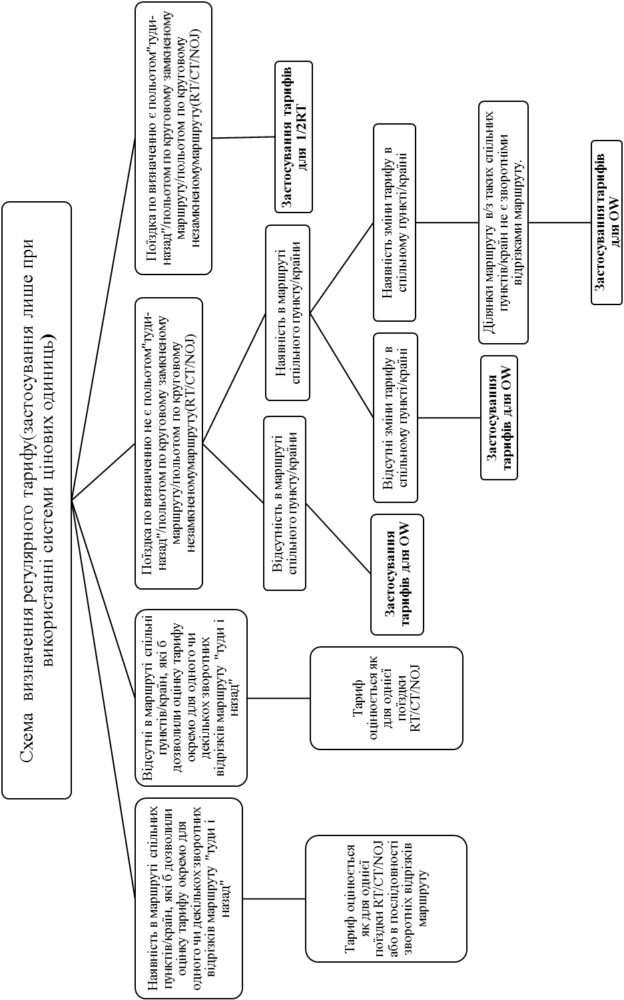 Схема визначення регулярного тарифу(застосування лише при
використанні системи цінових одиниць)
Наявність в маршруті спільних
пунктів/країн, які б дозволили
оцінку тарифу окремо для
одного чи декількох зворотних
відрізків маршруту "туди і
назад"
Тариф оцінюється
як для однієї
поїздки RT/CT/NOJ
або в послідовності
зворотніх відрізків
маршруту
Відсутні в маршруті спільні
пунктів/країн, які б
дозволили оцінку тарифу
окремо для одного чи
декількох зворотних
відрізків маршруту "туди і
назад"
Тариф
оцінюється як
для однієї
поїздки
RT/CT/NOJ
Поїздка по визначенню не є польотом"туди-
назад"/польотом по круговому замкненому
маршруту/польотом по круговому
незамкненомумаршруту(RT/CT/NOJ)
Відсутність в маршруті
спільного пункту/країни
Застосування
тарифів для OW
Наявність в маршруті
спільного пункту/країни
Відсутні зміни тарифу в
спільному пункті/країні
Застосування
тарифів для OW
Наявність зміни тарифу в
спільному пункті/країні
Ділянки маршруту в/з таких спільних
пунктів/країн не є зворотніми
відрізками маршруту.
Застосування тарифів
для OW
Поїздка по визначенню є польотом"туди-
назад"/польотом по круговому замкненому
маршруту/польотом по круговому
незамкненомумаршруту(RT/CT/NOJ)
Застосування тарифів
для 1/2RT